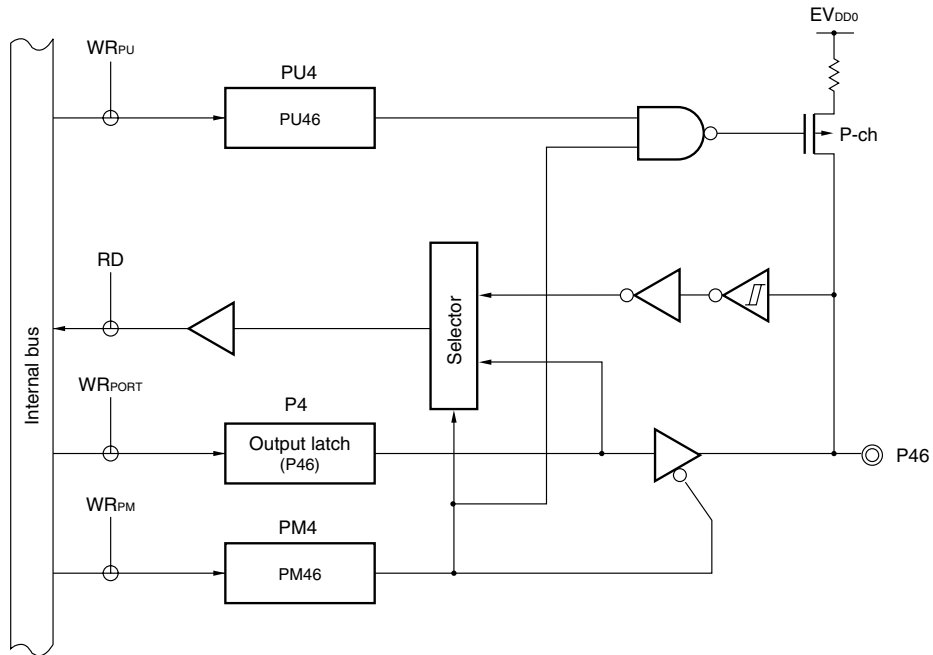 EVDD0
WRPU
PU4
PU46
P-ch
RD
Selector
Internal bus
WRPORT
P4
Output latch
(P46)
P46
WRPM
PM4
PM46